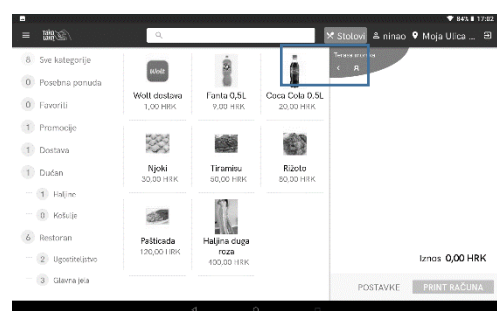 84% 17:02
Stolovi ninao Moja Ulica ...
8 Sve kategorije
0 Posebna ponuda
0 Favoriti
1 Promocije
1 Dostava
1 Dućan
1 Haljine
0 Košulje
6 Restoran
2 Ugostiteljstvo
3 Glavna jela
Wolt dostava
1,00 HRK
Fanta 0,5L
9,00 HRK
Coca Cola 0.5L
20,00 HRK
Njoki
30,00 HRK
Tiramisu
50,00 HRK
Rižoto
80,00 HRK
Pašticada
120,00 HRK
Haljina duga
roza
400,00 HRK
Iznos 0,00 HRK
POSTAVKE PRINT RAČUNA